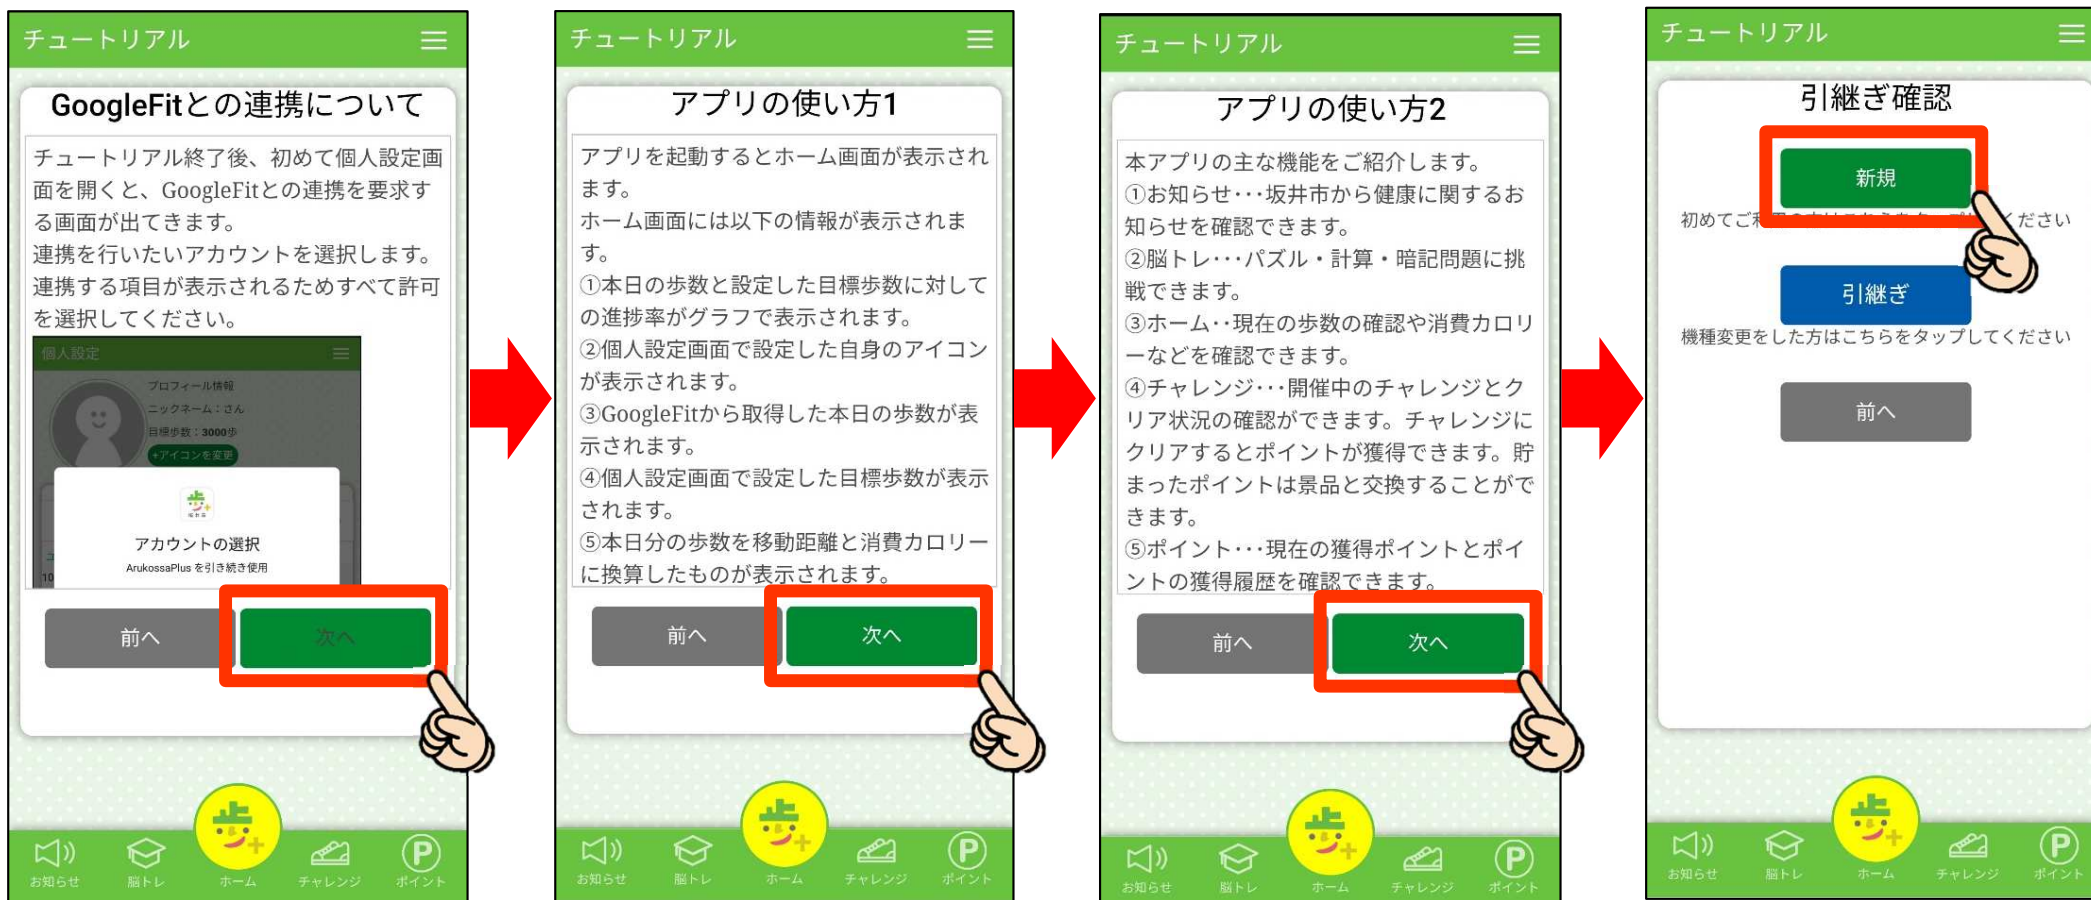 チュートリアル
GoogleFitとの連携について
チュートリアル終了後、初めて個人設定画
面を開くと、GoogleFitとの連携を要求す
る画面が出てきます。
連携を行いたいアカウントを選択します。
連携する項目が表示されるためすべて許可
を選択してください。
個人設定
プロフィール情報
ニックネーム：さん
目標歩数：3000歩
+アイコンを変更
アカウントの選択
ArukossaPlus を引き続き使用
10
前へ
次へ
お知らせ
脳トレ
ホーム
チャレンジ
ポイント
チュートリアル
アプリの使い方1
アプリを起動するとホーム画面が表示され
ます。
ホーム画面には以下の情報が表示されま
す。
①本日の歩数と設定した目標歩数に対して
の進捗率がグラフで表示されます。
②個人設定画面で設定した自身のアイコン
が表示されます。
③GoogleFitから取得した本日の歩数が表
示されます。
④個人設定画面で設定した目標歩数が表示
されます。
⑤本日分の歩数を移動距離と消費カロリー
に換算したものが表示されます。
前へ
次へ
お知らせ
脳トレ
ホーム
チャレンジ
ポイント
チュートリアル
アプリの使い方2
本アプリの主な機能をご紹介します。
①お知らせ･･･坂井市から健康に関するお
知らせを確認できます。
②脳トレ･･･パズル・計算・暗記問題に挑
戦できます。
③ホーム･･現在の歩数の確認や消費カロリ
ーなどを確認できます。
④チャレンジ･･･開催中のチャレンジとク
リア状況の確認ができます。チャレンジに
クリアするとポイントが獲得できます。貯
まったポイントは景品と交換することがで
きます。
⑤ポイント･･･現在の獲得ポイントとポイ
ントの獲得履歴を確認できます。
前へ
次へ
お知らせ
脳トレ
ホーム
チャレンジ
ポイント
チュートリアル
引継ぎ確認
新規
初めてご利用の方はこちらをタップしてください
引継ぎ
機種変更をした方はこちらをタップしてください
前へ
お知らせ
脳トレ
ホーム
チャレンジ
ポイント